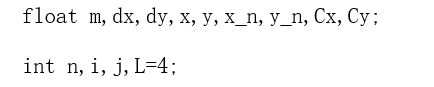 float m,dx,dy,x,y,x_n,y_n,Cx,Cy;
int n,i,j,L=4;